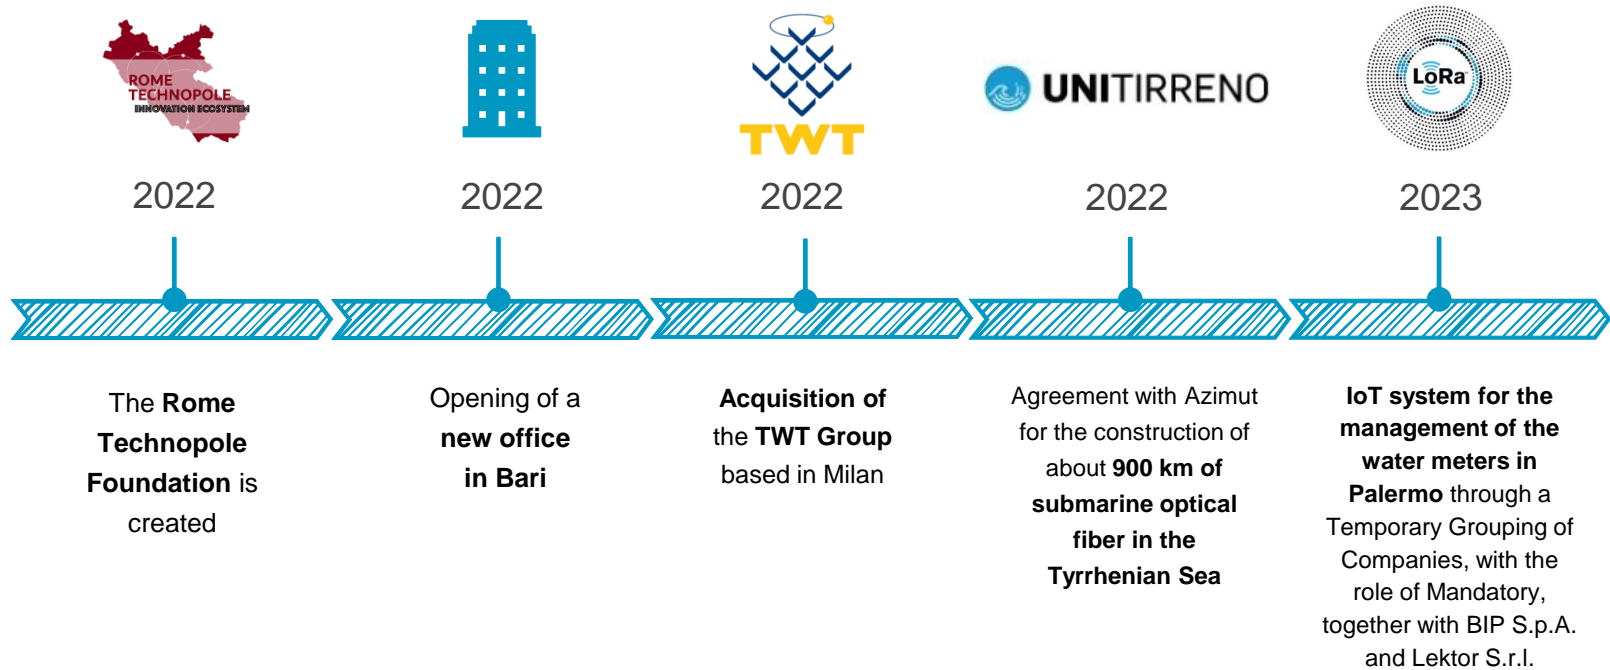 ROME
TECHNOPOLE
INNOVATION ECOSYSTEM
TWT
UNITIRRENO
LoRa
2022
2022
2022
2022
2023
The Rome
Technopole
Foundation is
created
Opening of a
new office
in Bari
Acquisition of
the TWT Group
based in Milan
Agreement with Azimut
for the construction of
about 900 km of
submarine optical
fiber in the
Tyrrhenian Sea
IoT system for the
management of the
water meters in
Palermo through a
Temporary Grouping of
Companies, with the
role of Mandatory,
together with BIP S.p.A.
and Lektor S.r.l.